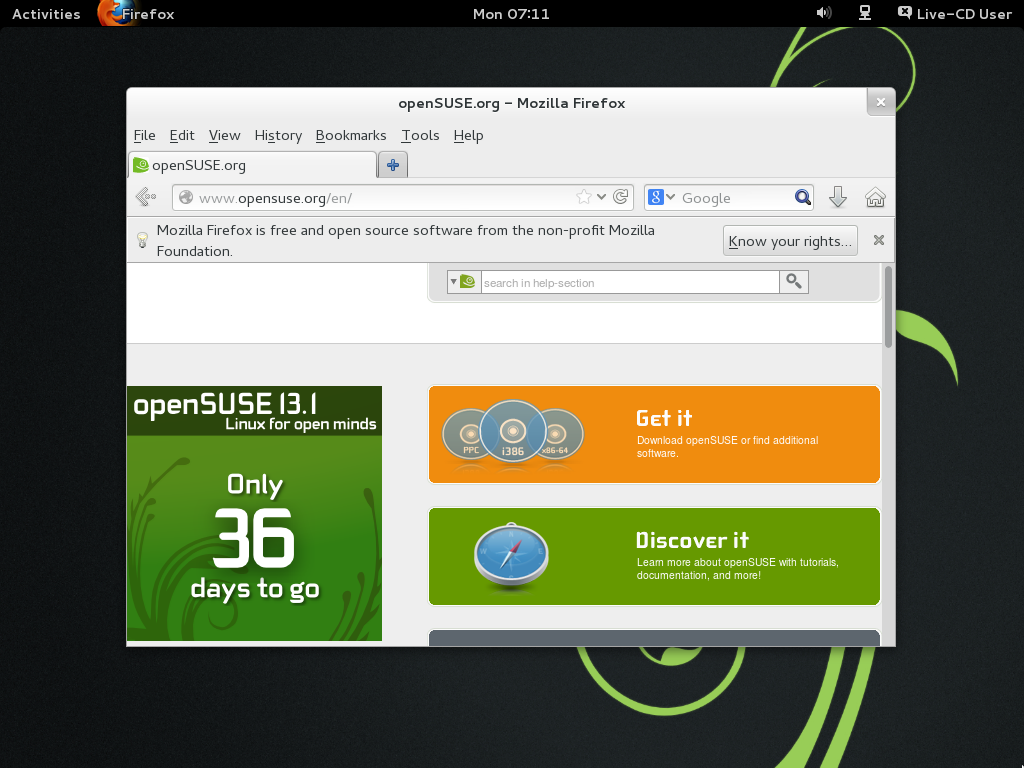 Activities Firefox Mon 07:11 Live-CD User
openSUSE.org - Mozilla Firefox
File Edit View History Bookmarks Tools Help
openSUSE.org
www.opensuse.org/en/ Google
Mozilla Firefox is free and open source software from the non-profit Mozilla
Foundation.
Know your rights...
search in help-section
openSUSE 13.1
Linux for open minds
Only
36
days to go
PPC i386 x86-64
Get it
Download openSUSE or find additional
software.
Discover it
Learn more about openSUSE with tutorials,
documentation, and more!